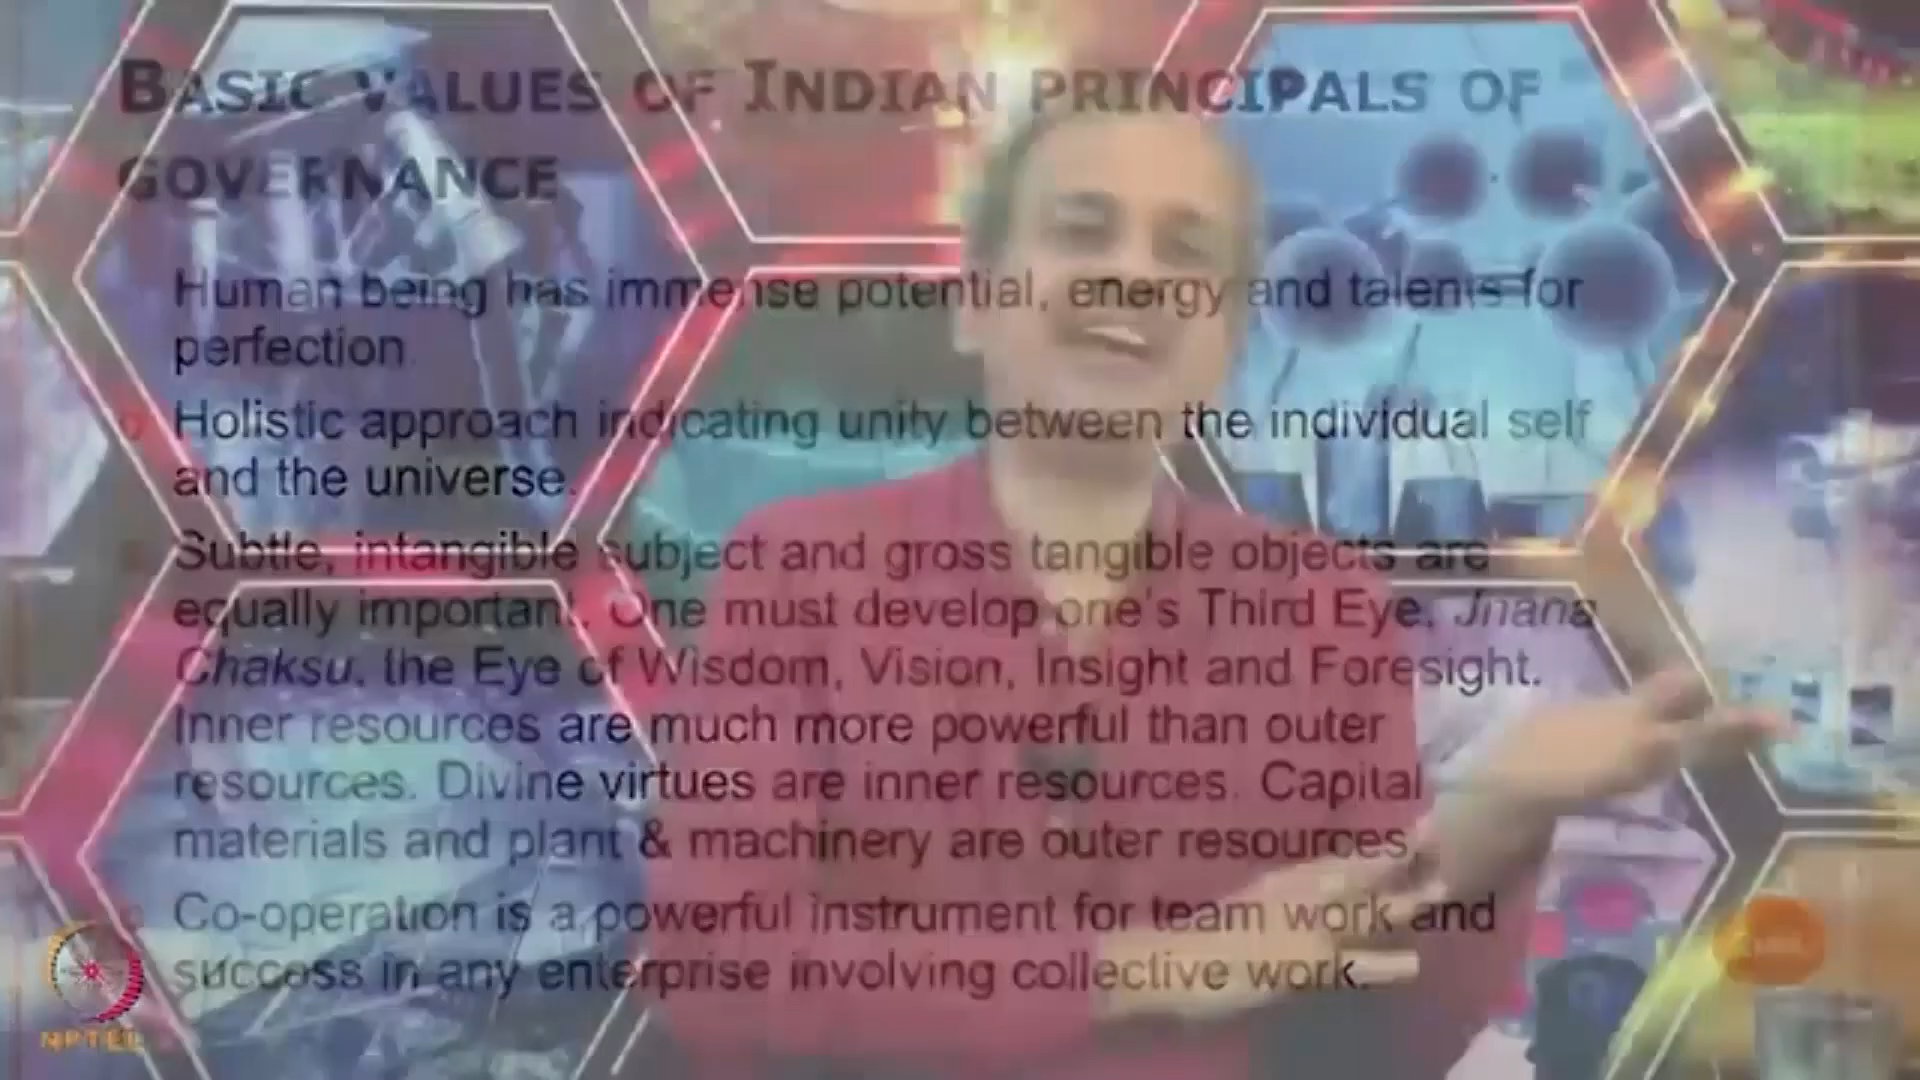 BASIC VALUES OF INDIAN PRINCIPALS OF
GOVERNANCE
Human being has immense potential, energy and talents for
perfection
Holistic approach indicating unity between the individual self
and the universe.
Subtle, intangible subject and gross tangible objects are
equally important. One must develop one's Third Eye, Jnana
Chaksu, the Eye of Wisdom, Vision, Insight and Foresight.
Inner resources are much more powerful than outer
resources. Divine virtues are inner resources. Capital
materials and plant & machinery are outer resources,
Co-operation is a powerful instrument for team work and
success in any enterprise involving collective work.
NPTEL